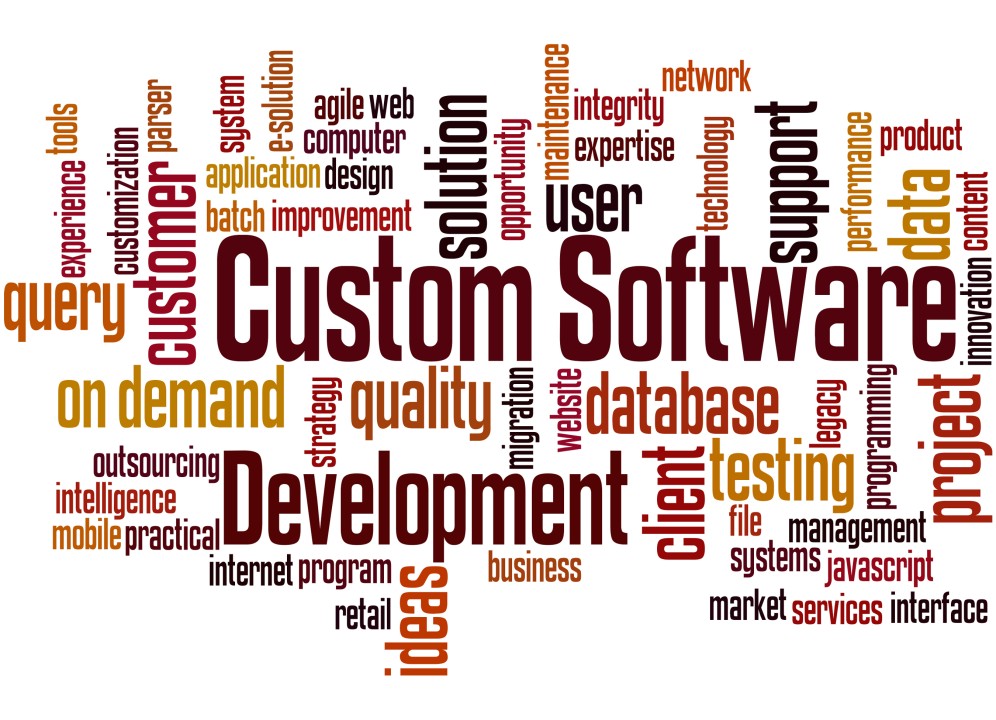 maintenance
network
system
e-solution
tools
parser
agile web
integrity
solution
support
computer
technology
performance
product
opportunity
customization
expertise
experience
customer
application design
user
data
content
batch improvement
Custom Software
innovation
query
on demand
strategy
quality
migration
website
database
legacy
programming
project
outsourcing
Development
client
testing
intelligence
file
management
mobile practical
systems
javascript
internet program
ideas
business
retail
market services interface